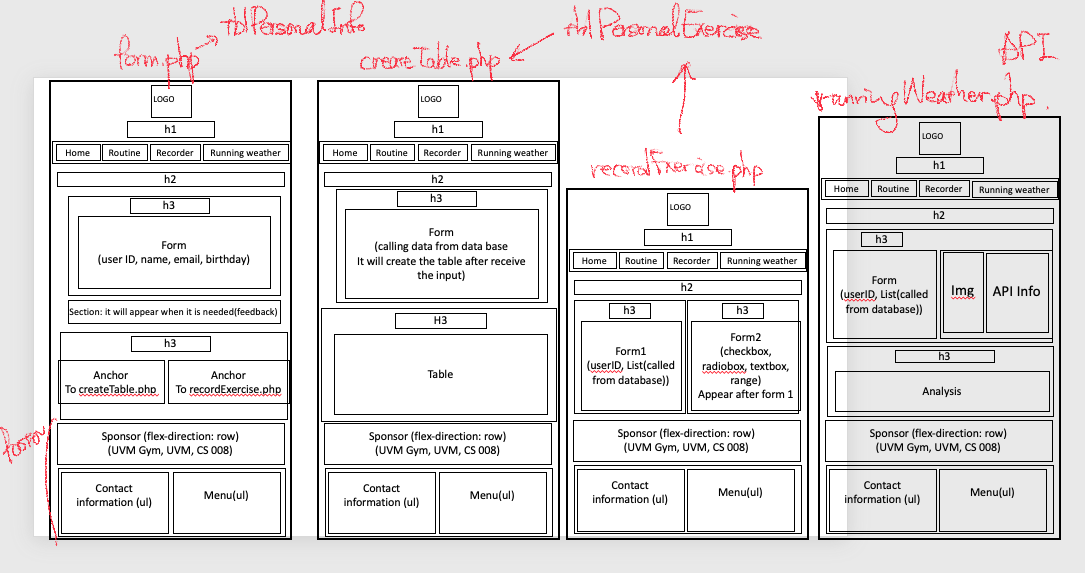 tblPersonalInfo
form.php
LOGO
h1
Home
Routine
Recorder
Running weather
h2
h3
Form
(user ID, name, email, birthday)
Section: it will appear when it is needed(feedback)
h3
Anchor
To createTable.php
Anchor
To recordExercise.php
Sponsor (flex-direction: row)
(UVM Gym, UVM, CS 008)
Contact
information (ul)
Menu(ul)
tblPersonalExercise
createTable.php
LOGO
h1
Home
Routine
Recorder
Running weather
h2
h3
Form
(calling data from data base
It will create the table after receive
the input)
H3
Table
Sponsor (flex-direction: row)
(UVM Gym, UVM, CS 008)
Contact
information (ul)
Menu(ul)
recordExercise.php
LOGO
h1
Home
Routine
Recorder
Running weather
h2
h3
Form1
(userID, List(called
from database))
h3
Form2
(checkbox,
radiobox, textbox,
range)
Appear after form 1
Sponsor (flex-direction: row)
(UVM Gym, UVM, CS 008)
Contact
information (ul)
Menu(ul)
API
runningWeather.php.
LOGO
h1
Home
Routine
Recorder
Running weather
h2
h3
Form
(userID, List(called
from database))
Img
API Info
h3
Analysis
Sponsor (flex-direction: row)
(UVM Gym, UVM, CS 008)
Contact
information (ul)
Menu(ul)